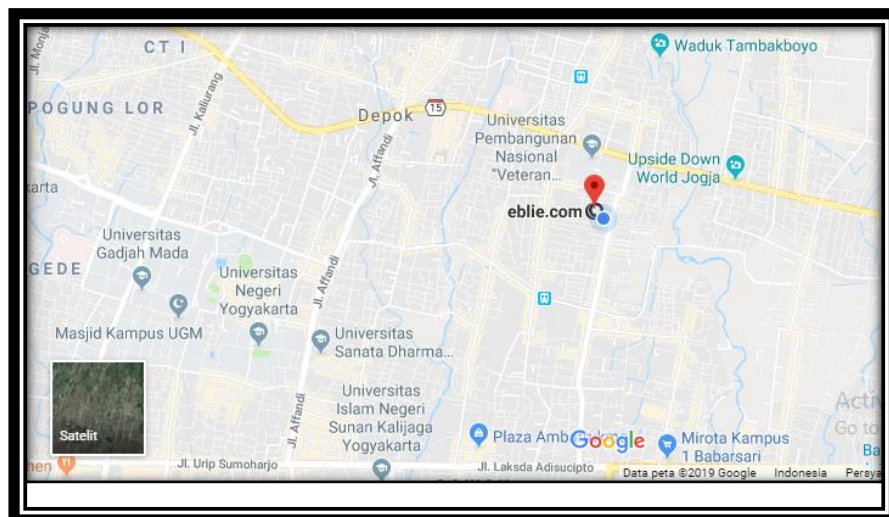 CT I
Waduk Tambakboyo
Jl. Kaliurang
POGUNG LOR
Depok
15
Jl. Affandi
Universitas
Pembangunan
Nasional
"Veteran...
Upside Down
World Jogja
karta
eblie.com
Universitas
Gadjah Mada
GEDE
Universitas
Negeri
Yogyakarta
Jl. Affandi
Masjid Kampus UGM
Universitas
Sanata Dharma...
Universitas
Islam Negeri
Sunan Kalijaga
Yogyakarta
Jl. Affandi
Satelit
Plaza Amb
Google
Mirota Kampus
1 Babarsari
Activ
Go to
Ba
men
Jl. Urip Sumoharjo
Jl. Laksda Adisucipto
Data peta ©2019 Google
Indonesia
Persya